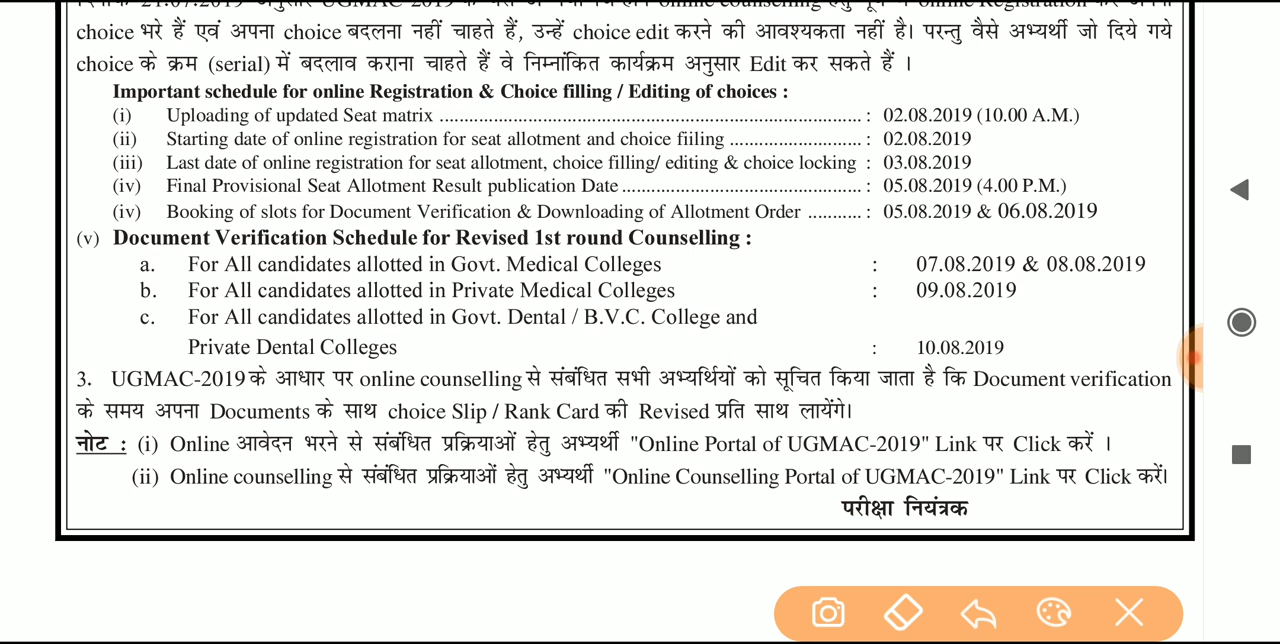 choice भरे हैं एवं अपना choice बदलना नहीं चाहते हैं, उन्हें choice edit करने की आवश्यकता नहीं है। परन्तु वैसे अभ्यर्थी जो दिये गये
choice के क्रम (serial) में बदलाव कराना चाहते हैं वे निम्नांकित कार्यक्रम अनुसार Edit कर सकते हैं ।
Important schedule for online Registration & Choice filling / Editing of choices :
(i) Uploading of updated Seat matrix ........................................................................................ : 02.08.2019 (10.00 A.M.)
(ii) Starting date of online registration for seat allotment and choice fiiling ............................ : 02.08.2019
(iii) Last date of online registration for seat allotment, choice filling/ editing & choice locking : 03.08.2019
(iv) Final Provisional Seat Allotment Result publication Date .................................................. : 05.08.2019 (4.00 P.M.)
(iv) Booking of slots for Document Verification & Downloading of Allotment Order ........... : 05.08.2019 & 06.08.2019
(v) Document Verification Schedule for Revised 1st round Counselling :
a. For All candidates allotted in Govt. Medical Colleges : 07.08.2019 & 08.08.2019
b. For All candidates allotted in Private Medical Colleges : 09.08.2019
c. For All candidates allotted in Govt. Dental / B.V.C. College and
Private Dental Colleges : 10.08.2019
3. UGMAC-2019 के आधार पर online counselling से संबंधित सभी अभ्यर्थियों को सूचित किया जाता है कि Document verification
के समय अपना Documents के साथ choice Slip / Rank Card की Revised प्रति साथ लायेंगे।
नोट : (i) Online आवेदन भरने से संबंधित प्रक्रियाओं हेतु अभ्यर्थी "Online Portal of UGMAC-2019" Link पर Click करें ।
(ii) Online counselling से संबंधित प्रक्रियाओं हेतु अभ्यर्थी "Online Counselling Portal of UGMAC-2019" Link पर Click करें।
परीक्षा नियंत्रक